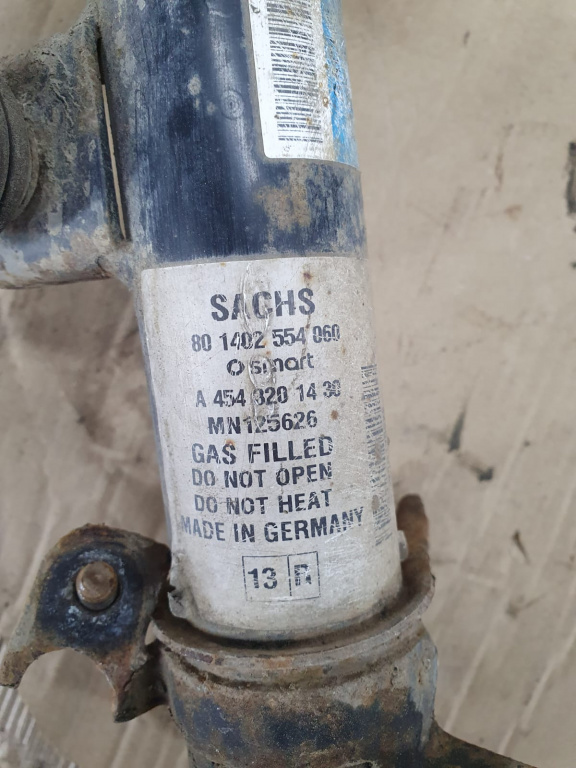 SACHS
80 1402 554 060
smart
A 454 320 14 30
MN125626
GAS FILLED
DO NOT OPEN
DO NOT HEAT
MADE IN GERMANY
13 R